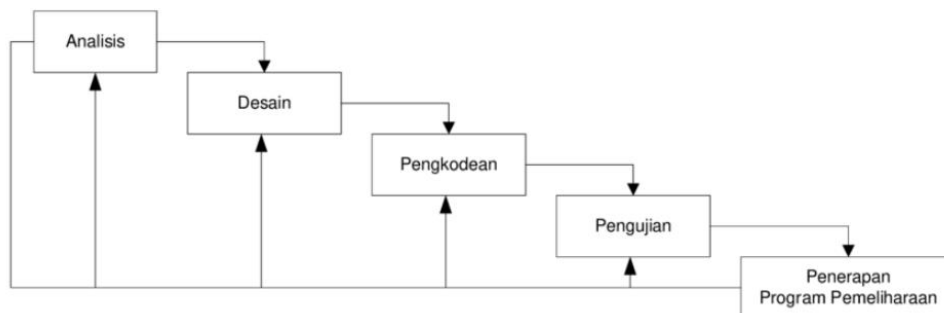 Analisis
Desain
Pengkodean
Pengujian
Penerapan
Program Pemeliharaan